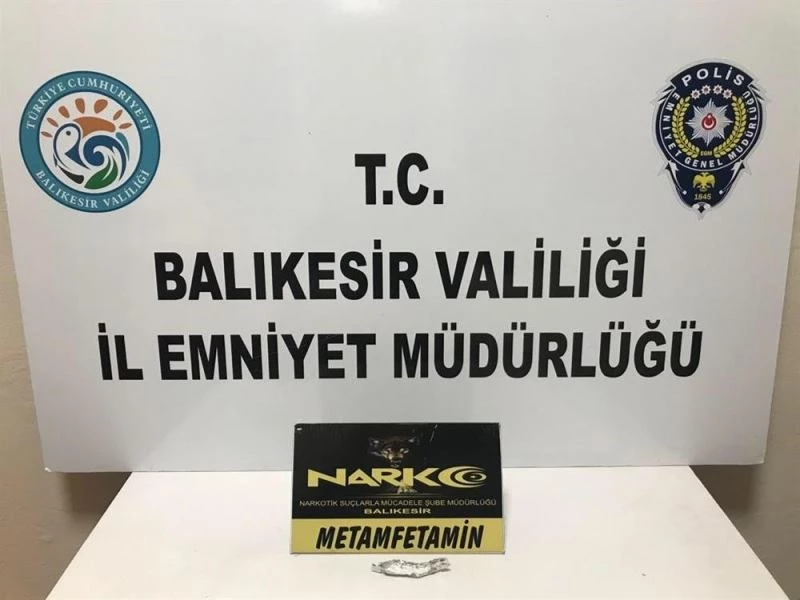 TÜRKİYE CUMHURİYETİ
BALIKESİR VALİLİĞİ
POLİS
EMNİYET GENEL MÜDÜRLÜĞÜ
EGM
1845
T.C.
BALIKESİR VALİLİĞİ
İL EMNİYET MÜDÜRLÜĞÜ
NARKO
NARKOTİK SUÇLARLA MÜCADELE ŞUBE MÜDÜRLÜĞÜ
BALIKESİR
METAMFETAMİN